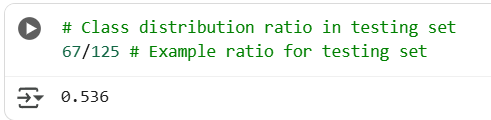 # Class distribution ratio in testing set
67/125 # Example ratio for testing set
0.536